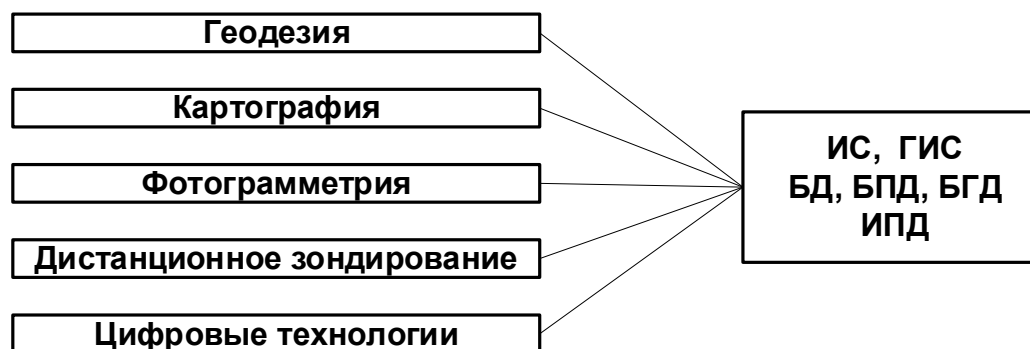 Геодезия
Картография
Фотограмметрия
Дистанционное зондирование
Цифровые технологии
ИС, ГИС
БД, БПД, БГД
ИПД